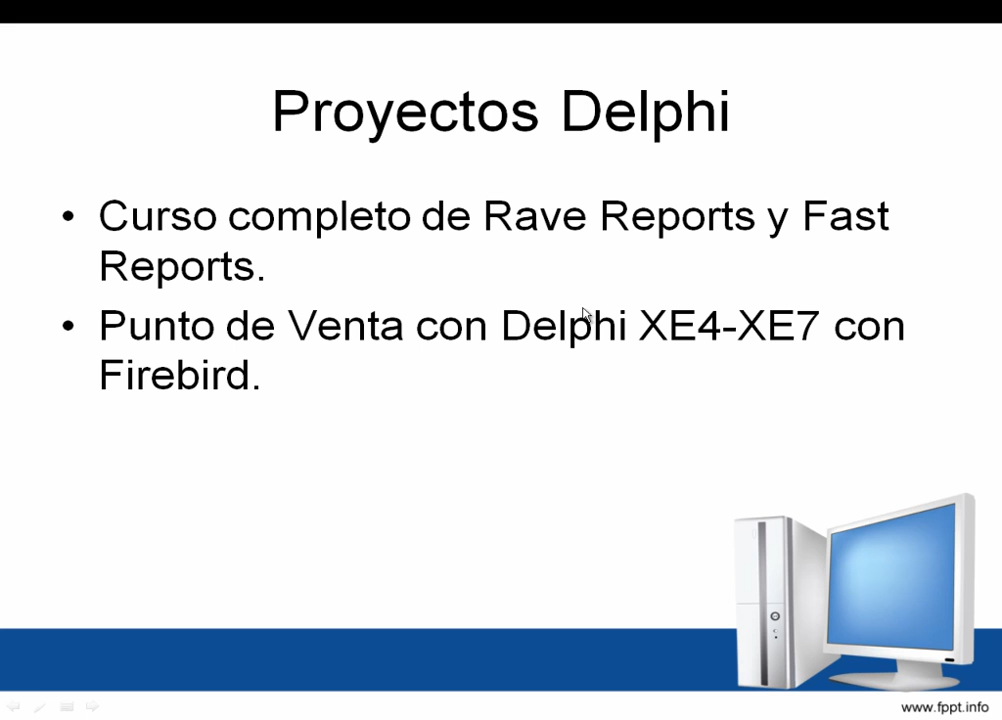 Proyectos Delphi
• Curso completo de Rave Reports y Fast
Reports.
• Punto de Venta con Delphi XE4-XE7 con
Firebird.
www.fppt.info